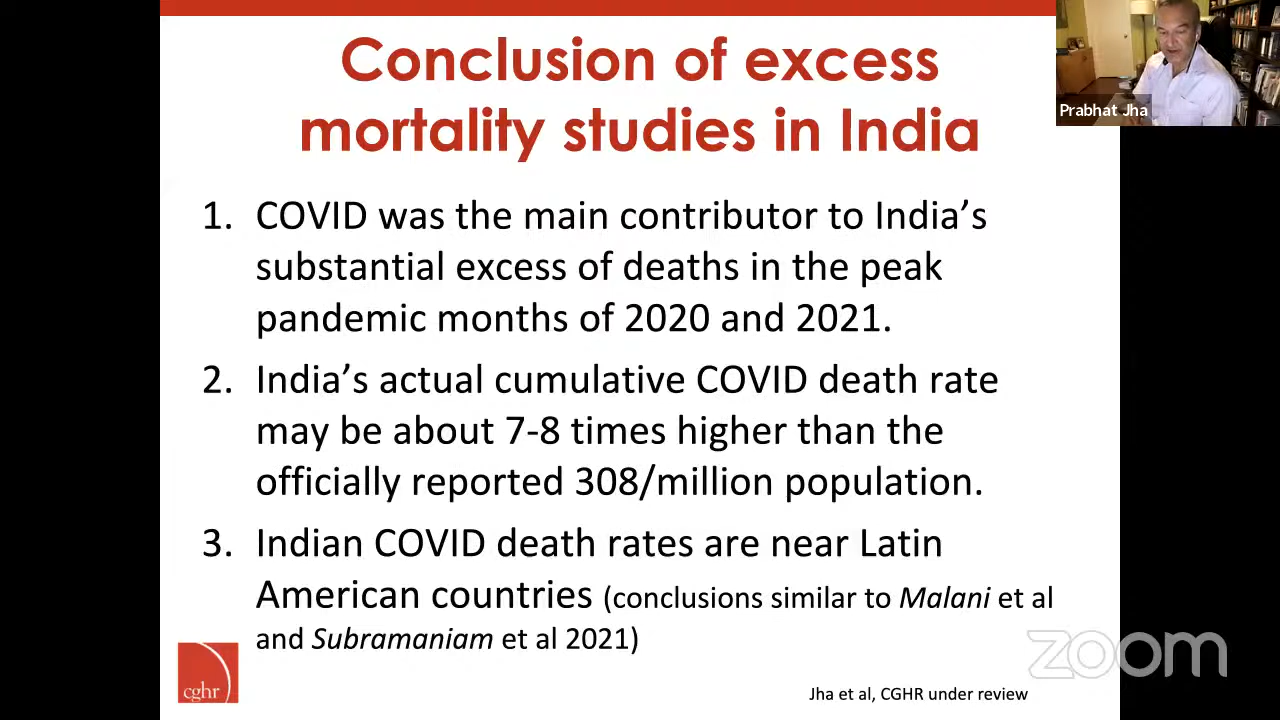 Conclusion of excess
mortality studies in India
Prabhat Jha
1. COVID was the main contributor to India’s
substantial excess of deaths in the peak
pandemic months of 2020 and 2021.
2. India’s actual cumulative COVID death rate
may be about 7-8 times higher than the
officially reported 308/million population.
3. Indian COVID death rates are near Latin
American countries (conclusions similar to Malani et al
and Subramaniam et al 2021)
cghr
zoom
Jha et al, CGHR under review